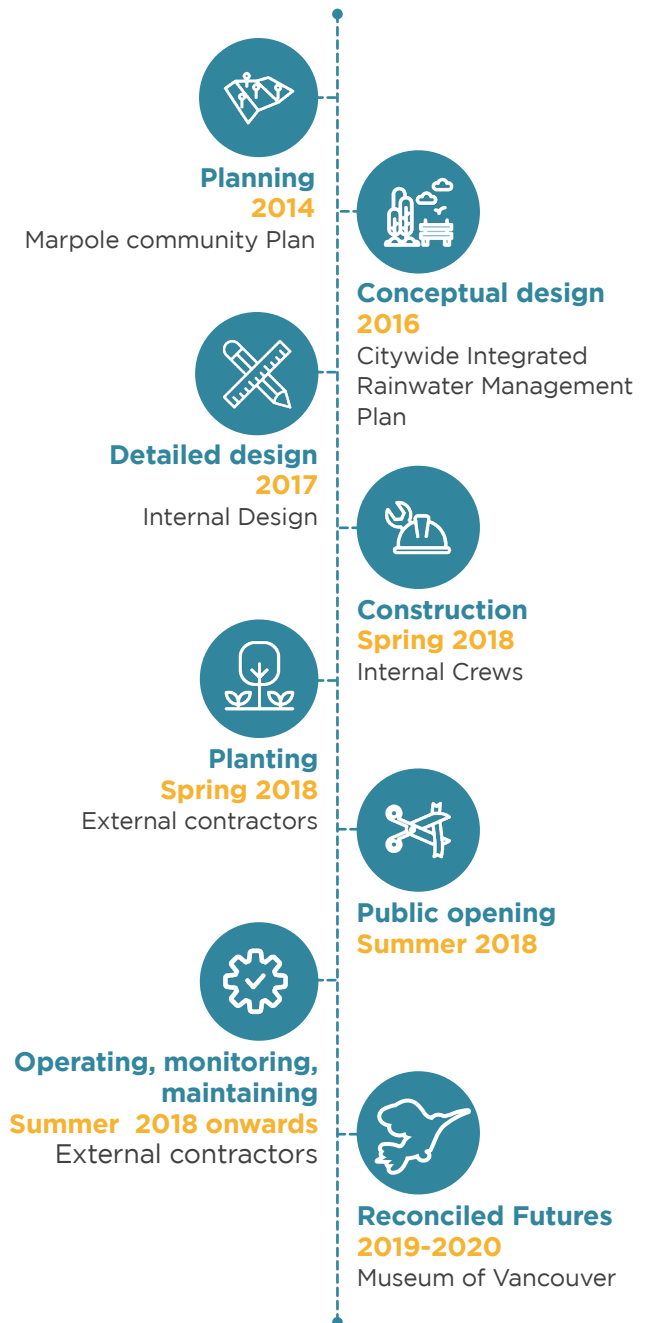 Planning
2014
Marpole community Plan
Conceptual design
2016
Citywide Integrated
Rainwater Management
Plan
Detailed design
2017
Internal Design
Construction
Spring 2018
Internal Crews
Planting
Spring 2018
External contractors
Public opening
Summer 2018
Operating, monitoring,
maintaining
Summer 2018 onwards
External contractors
Reconciled Futures
2019-2020
Museum of Vancouver